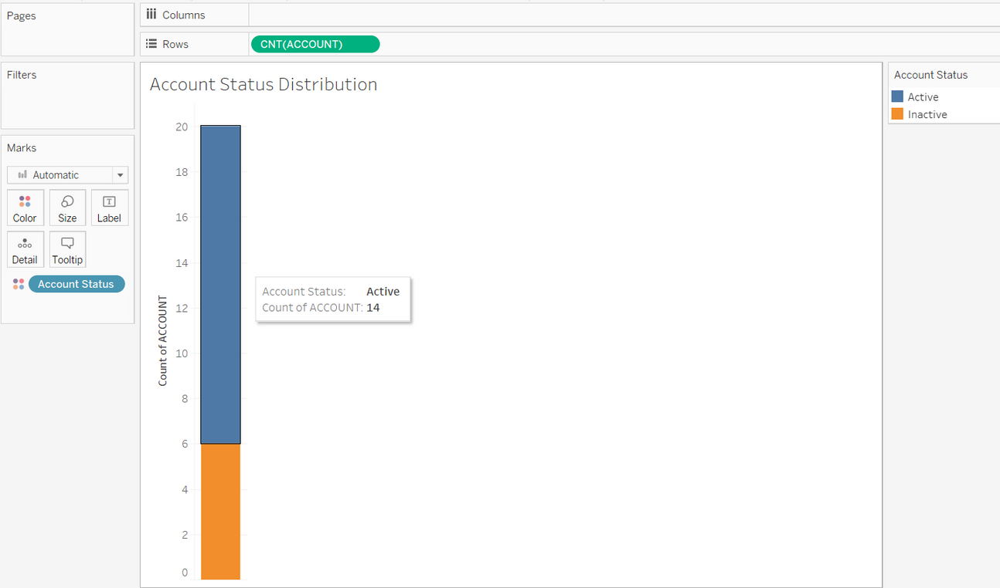 Pages
Columns
Rows
CNT(ACCOUNT)
Filters
Marks
Automatic
Color
Size
Label
Detail
Tooltip
Account Status
Account Status Distribution
Count of ACCOUNT
20
18
16
14
12
10
8
6
4
2
0
Account Status: Active
Count of ACCOUNT: 14
Account Status
Active
Inactive